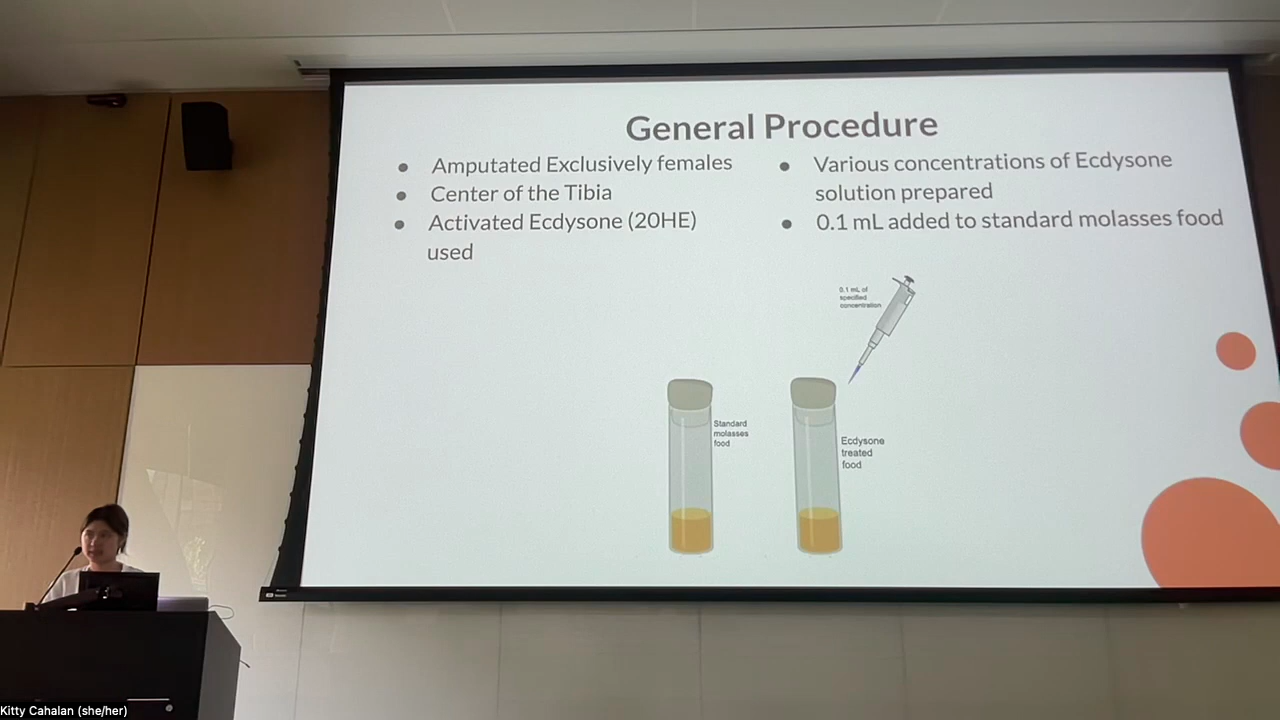 General Procedure
● Amputated Exclusively females
● Center of the Tibia
● Activated Ecdysone (20HE)
used
● Various concentrations of Ecdysone
solution prepared
● 0.1 mL added to standard molasses food
0.1 mL of
specified
concentration
Standard
molasses
food
Ecdysone
treated
food
Kitty Cahalan (she/her)